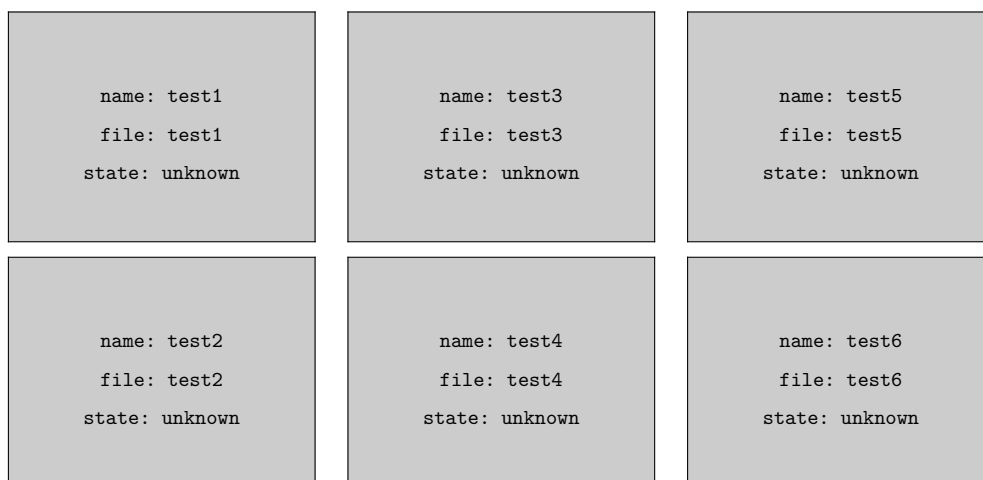 name: test1
file: test1
state: unknown
name: test3
file: test3
state: unknown
name: test5
file: test5
state: unknown
name: test2
file: test2
state: unknown
name: test4
file: test4
state: unknown
name: test6
file: test6
state: unknown